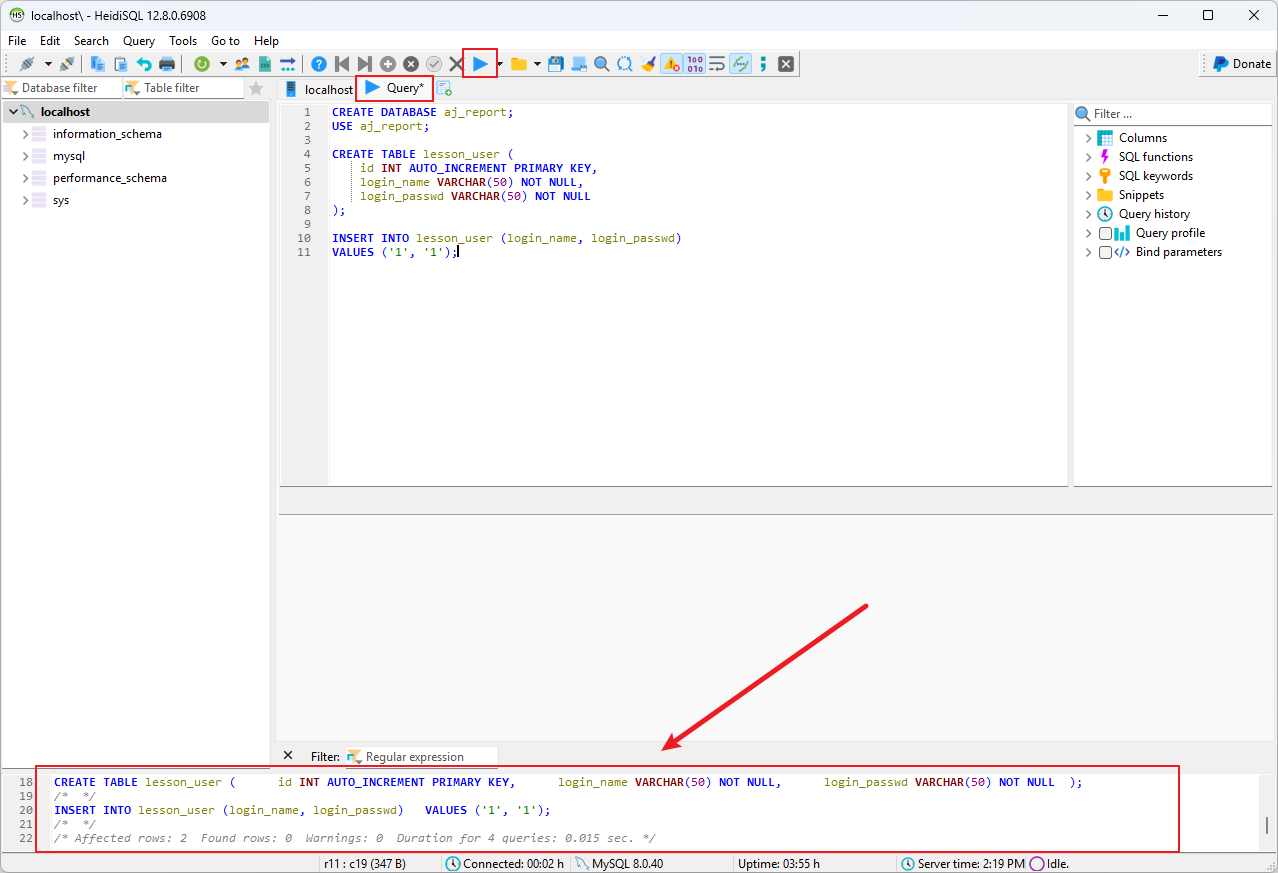 localhost\ - HeidiSQL 12.8.0.6908
File Edit Search Query Tools Go to Help
Donate
Database filter Table filter
localhost Query*
localhost
information_schema
mysql
performance_schema
sys
1 CREATE DATABASE aj_report;
2 USE aj_report;
3
4 CREATE TABLE lesson_user (
5 id INT AUTO_INCREMENT PRIMARY KEY,
6 login_name VARCHAR(50) NOT NULL,
7 login_passwd VARCHAR(50) NOT NULL
8 );
9
10 INSERT INTO lesson_user (login_name, login_passwd)
11 VALUES ('1', '1');
Filter ...
Columns
SQL functions
SQL keywords
Snippets
Query history
Query profile
Bind parameters
Filter: Regular expression
18 CREATE TABLE lesson_user ( id INT AUTO_INCREMENT PRIMARY KEY, login_name VARCHAR(50) NOT NULL, login_passwd VARCHAR(50) NOT NULL );
19 /* */
20 INSERT INTO lesson_user (login_name, login_passwd) VALUES ('1', '1');
21 /* */
22 /* Affected rows: 2 Found rows: 0 Warnings: 0 Duration for 4 queries: 0.015 sec. */
r11 : c19 (347 B) Connected: 00:02 h MySQL 8.0.40 Uptime: 03:55 h Server time: 2:19 PM Idle.